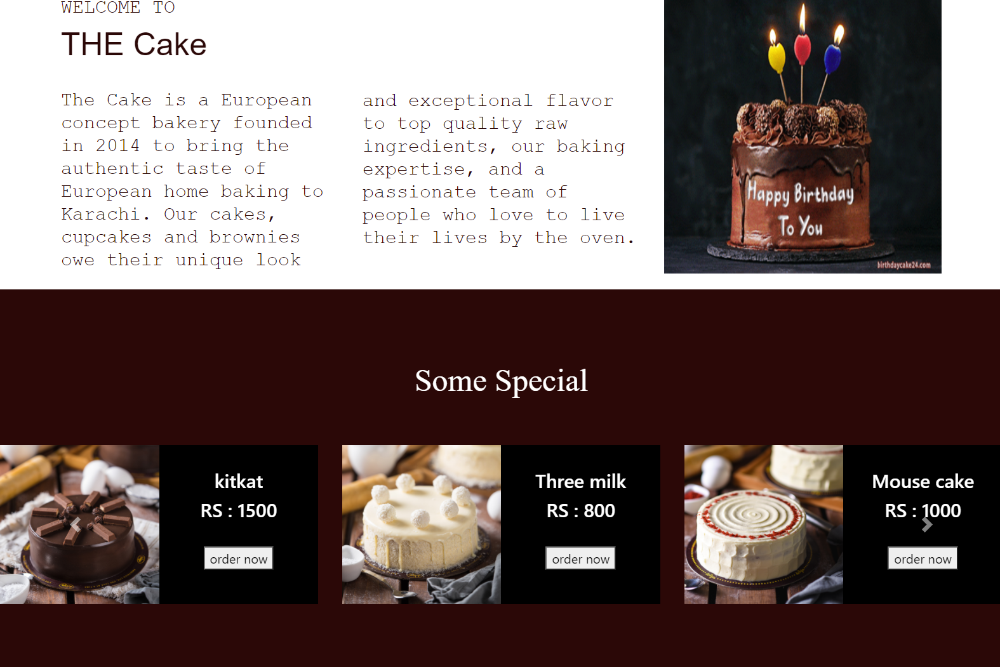 WELCOME TO
THE Cake
The Cake is a European
concept bakery founded
in 2014 to bring the
authentic taste of
European home baking to
Karachi. Our cakes,
cupcakes and brownies
owe their unique look
and exceptional flavor
to top quality raw
ingredients, our baking
expertise, and a
passionate team of
people who love to live
their lives by the oven.
Happy Birthday
To You
birthdaycake24.com
Some Special
kitkat
RS : 1500
order now
Three milk
RS : 800
order now
Mouse cake
RS : 1000
order now